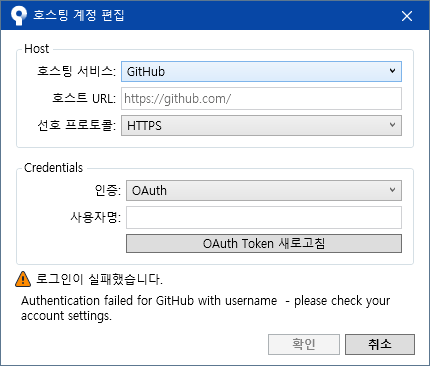 호스팅 계정 편집
Host
호스팅 서비스: GitHub
호스트 URL: https://github.com/
선호 프로토콜: HTTPS
Credentials
인증: OAuth
사용자명:
OAuth Token 새로고침
로그인이 실패했습니다.
Authentication failed for GitHub with username  - please check your
account settings.
확인 취소